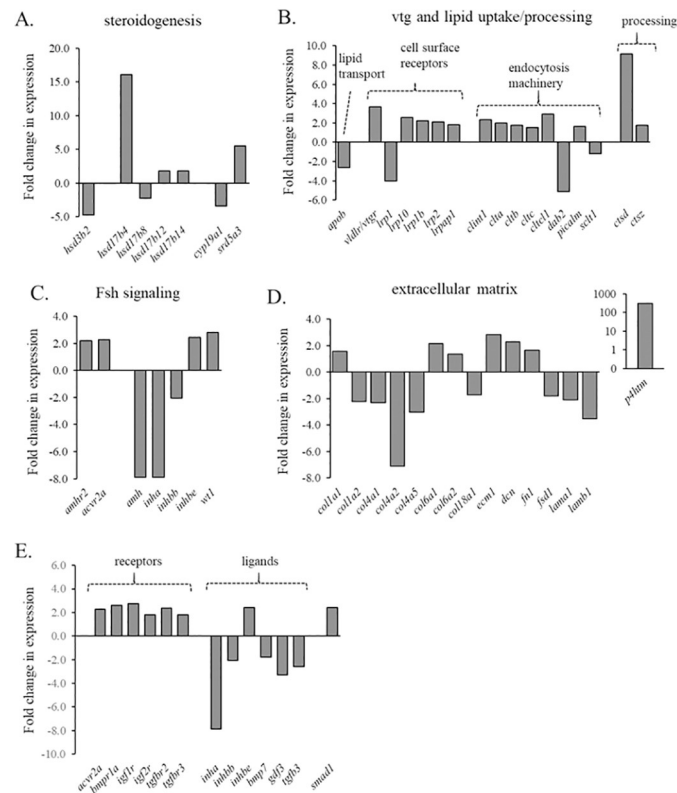 A.
steroidogenesis
Fold change in expression
20.0
15.0
10.0
5.0
0.0
-5.0
hsd3b2
hsd17b4
hsd17b8
hsd17b12
hsd17b14
cyp19a1
srd5a3
B.
vtg and lipid uptake/processing
Fold change in expression
10.0
8.0
6.0
4.0
2.0
0.0
-2.0
-4.0
-6.0
lipid
transport
cell surface
receptors
endocytosis
machinery
processing
apob
vldlr/vtgr
lrp1
lrp10
lrp1b
lrp2
lrpap1
clint1
clta
cltb
cltc
cltcl1
dab2
picalm
sclt1
ctsd
ctsz
C.
Fsh signaling
Fold change in expression
4.0
2.0
0.0
-2.0
-4.0
-6.0
-8.0
amhr2
acvr2a
amh
inha
inhbb
inhbe
wt1
D.
extracellular matrix
Fold change in expression
4.0
2.0
0.0
-2.0
-4.0
-6.0
-8.0
col1a1
col1a2
col4a1
col4a2
col4a5
col6a1
col6a2
col18a1
ecm1
dcn
fn1
fsd1
lama1
lamb1
1000
100
10
1
0
p4htm
E.
Fold change in expression
6.0
4.0
2.0
0.0
-2.0
-4.0
-6.0
-8.0
-10.0
receptors
ligands
acvr2a
bmpr1a
igf1r
igf2r
tgfbr2
tgfbr3
inha
inhbb
inhbe
bmp7
gdf3
tgfb3
smad1